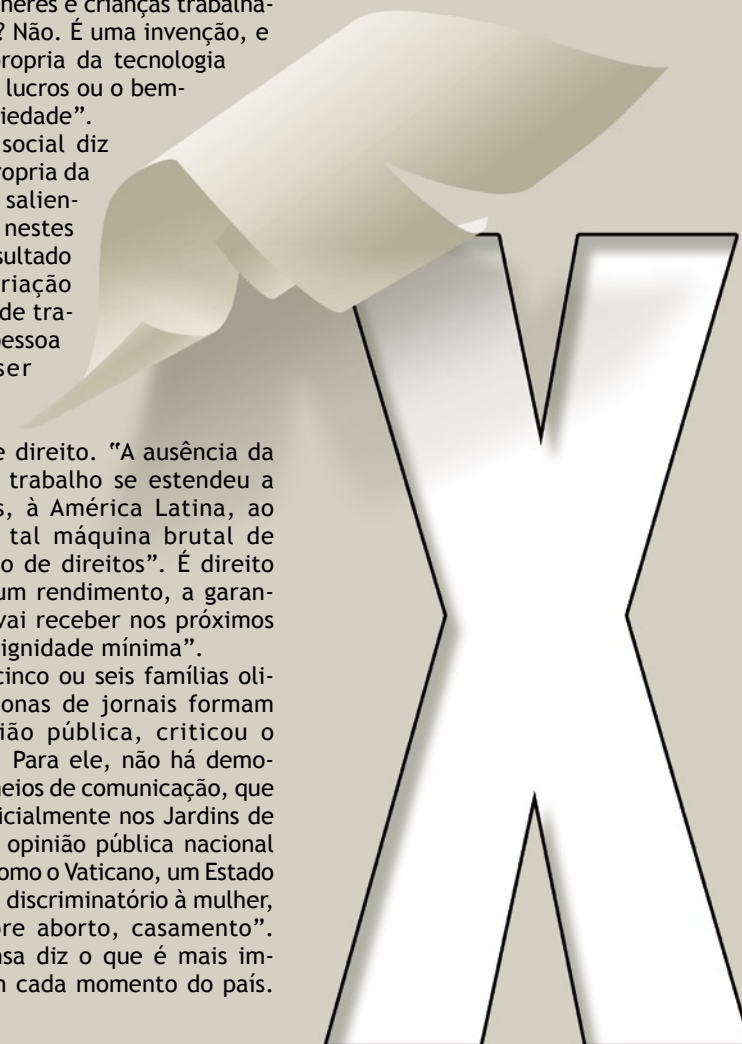 lheres e crianças trabalha-
? Não. É uma invenção, e
ropria da tecnologia
lucros ou o bem-
iedade”.
social diz
ropria da
salien-
nestes
sultado
riação
de tra-
pessoa
ser
e direito. “A ausência da
trabalho se estendeu a
s, à América Latina, ao
tal máquina brutal de
o de direitos”. É direito
um rendimento, a garan-
vai receber nos próximos
ignidade mínima”.
cinco ou seis famílias oli-
onas de jornais formam
ião pública, criticou o
Para ele, não há demo-
neios de comunicação, que
icialmente nos Jardins de
opinião pública nacional
omo o Vaticano, um Estado
discriminatório à mulher,
bre aborto, casamento”.
nsa diz o que é mais im-
m cada momento do país.
X